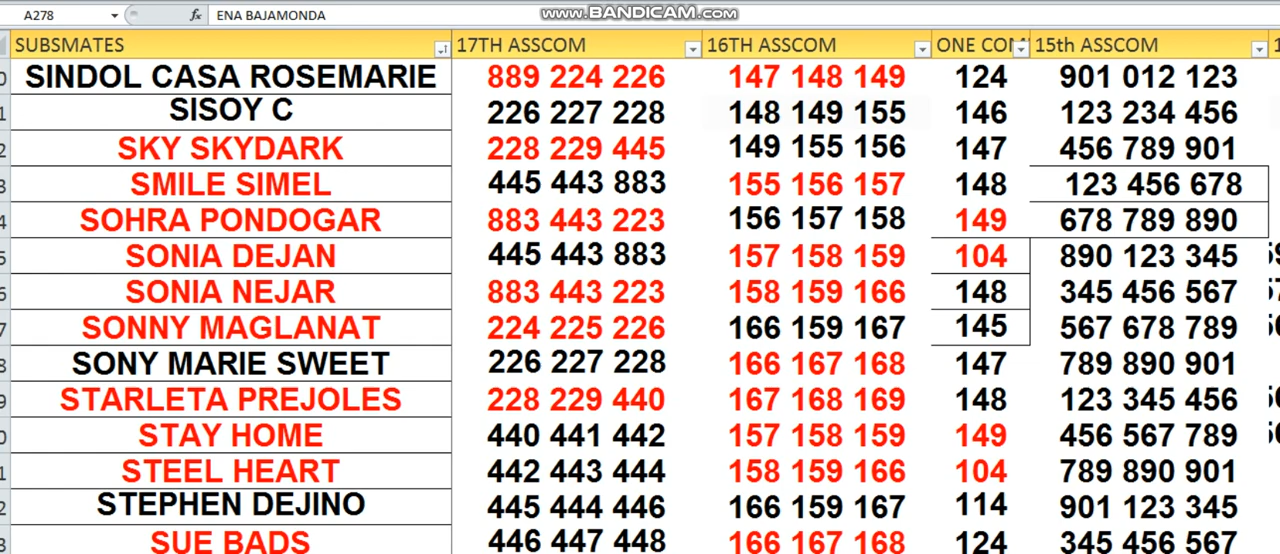 A278 fx ENA BAJAMONDA
www.BANDICAM.com
SUBSMATES 17TH ASSCOM 16TH ASSCOM ONE COM 15th ASSCOM
SINDOL CASA ROSEMARIE 889 224 226 147 148 149 124 901 012 123
SISOY C 226 227 228 148 149 155 146 123 234 456
SKY SKYDARK 228 229 445 149 155 156 147 456 789 901
SMILE SIMEL 445 443 883 155 156 157 148 123 456 678
SOHRA PONDOGAR 883 443 223 156 157 158 149 678 789 890
SONIA DEJAN 445 443 883 157 158 159 104 890 123 345
SONIA NEJAR 883 443 223 158 159 166 148 345 456 567
SONNY MAGLANAT 224 225 226 166 159 167 145 567 678 789
SONY MARIE SWEET 226 227 228 166 167 168 147 789 890 901
STARLETA PREJOLES 228 229 440 167 168 169 148 123 345 456
STAY HOME 440 441 442 157 158 159 149 456 567 789
STEEL HEART 442 443 444 158 159 166 104 789 890 901
STEPHEN DEJINO 445 444 446 166 159 167 114 901 123 345
SUE BADS 446 447 448 166 167 168 124 345 456 567